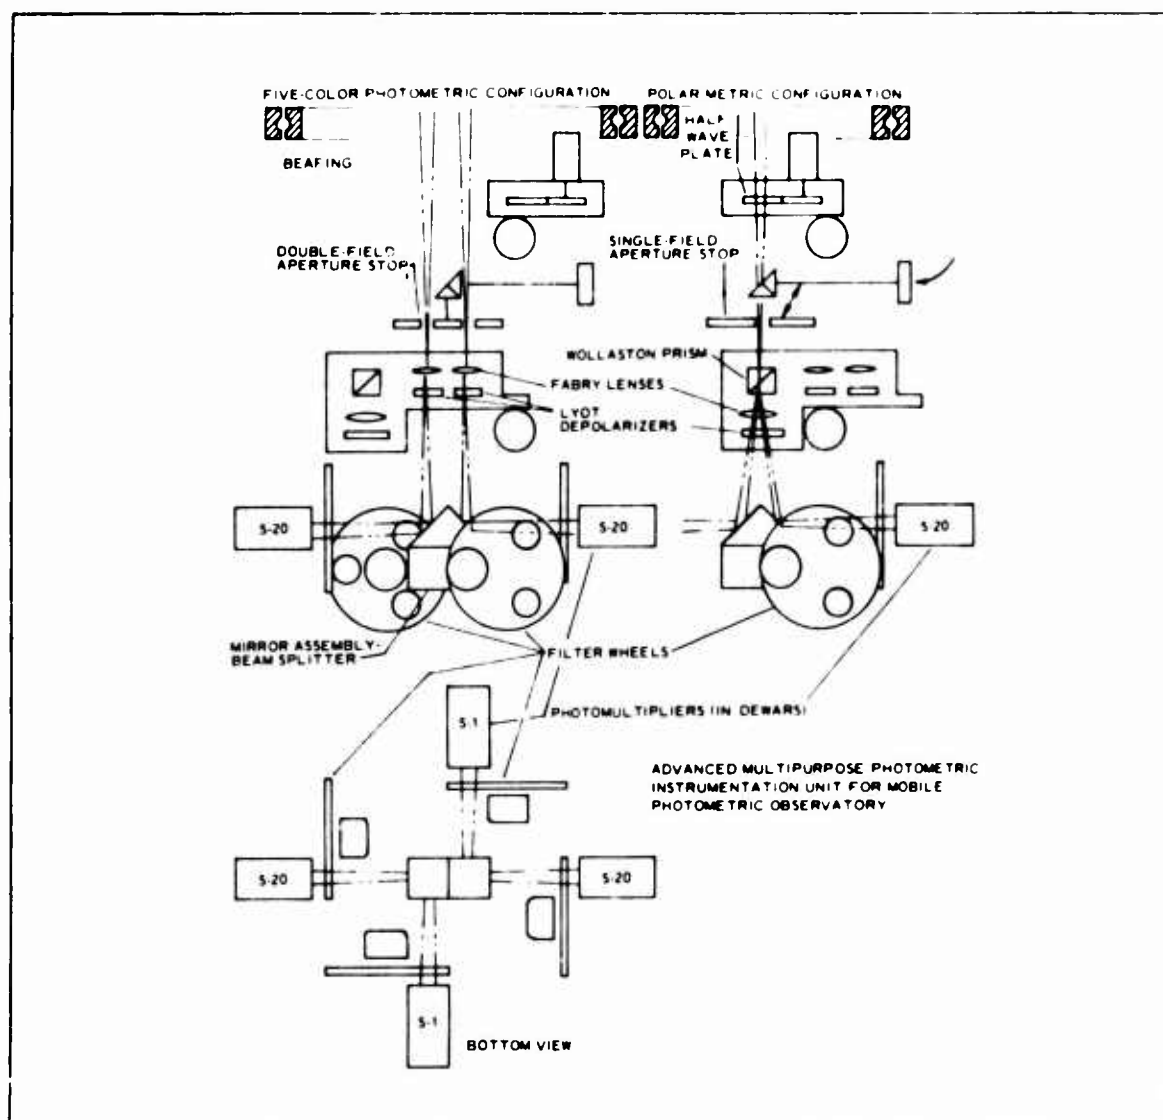 FIVE-COLOR PHOTOMETRIC CONFIGURATION
POLAR METRIC CONFIGURATION
HALF
WAVE
PLATE
BEAFING
DOUBLE-FIELD
APERTURE STOP
SINGLE-FIELD
APERTURE STOP
WOLLASTON PRISM
FABRY LENSES
LYOT
DEPOLARIZERS
S-20
S-20
S-20
MIRROR ASSEMBLY-
BEAM SPLITTER
FILTER WHEELS
S-1
PHOTOMULTIPLIERS (IN DEWARS)
ADVANCED MULTIPURPOSE PHOTOMETRIC
INSTRUMENTATION UNIT FOR MOBILE
PHOTOMETRIC OBSERVATORY
S-20
S-20
S-1
BOTTOM VIEW